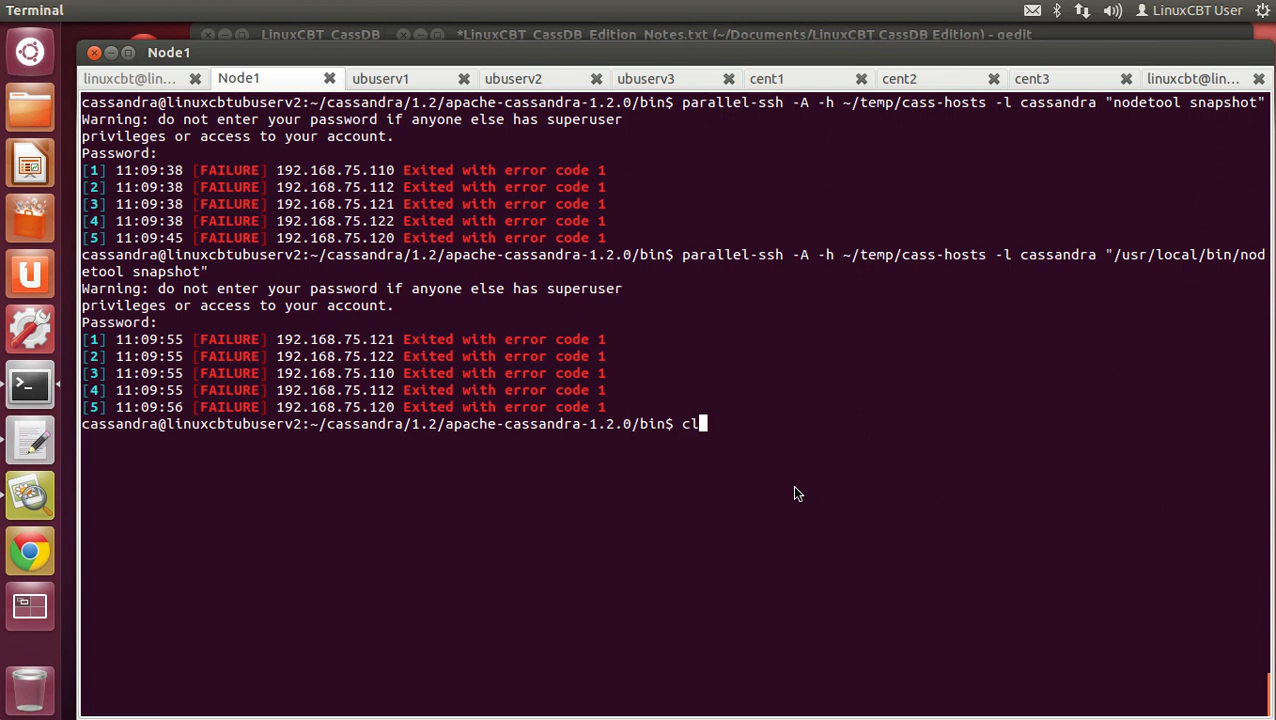 Terminal
LinuxCBT User
LinuxCBT_CassDB
*LinuxCBT_CassDB_Edition_Notes.txt (~/Documents/LinuxCBT CassDB Edition) - gedit
Node1
linuxcbt@lin...
Node1
ubuserv1
ubuserv2
ubuserv3
cent1
cent2
cent3
linuxcbt@lin...
cassandra@linuxcbtubuserv2:~/cassandra/1.2/apache-cassandra-1.2.0/bin$ parallel-ssh -A -h ~/temp/cass-hosts -l cassandra "nodetool snapshot"
Warning: do not enter your password if anyone else has superuser
privileges or access to your account.
Password:
[1] 11:09:38 [FAILURE] 192.168.75.110 Exited with error code 1
[2] 11:09:38 [FAILURE] 192.168.75.112 Exited with error code 1
[3] 11:09:38 [FAILURE] 192.168.75.121 Exited with error code 1
[4] 11:09:38 [FAILURE] 192.168.75.122 Exited with error code 1
[5] 11:09:45 [FAILURE] 192.168.75.120 Exited with error code 1
cassandra@linuxcbtubuserv2:~/cassandra/1.2/apache-cassandra-1.2.0/bin$ parallel-ssh -A -h ~/temp/cass-hosts -l cassandra "/usr/local/bin/nod
etool snapshot"
Warning: do not enter your password if anyone else has superuser
privileges or access to your account.
Password:
[1] 11:09:55 [FAILURE] 192.168.75.121 Exited with error code 1
[2] 11:09:55 [FAILURE] 192.168.75.122 Exited with error code 1
[3] 11:09:55 [FAILURE] 192.168.75.110 Exited with error code 1
[4] 11:09:55 [FAILURE] 192.168.75.112 Exited with error code 1
[5] 11:09:56 [FAILURE] 192.168.75.120 Exited with error code 1
cassandra@linuxcbtubuserv2:~/cassandra/1.2/apache-cassandra-1.2.0/bin$ cl